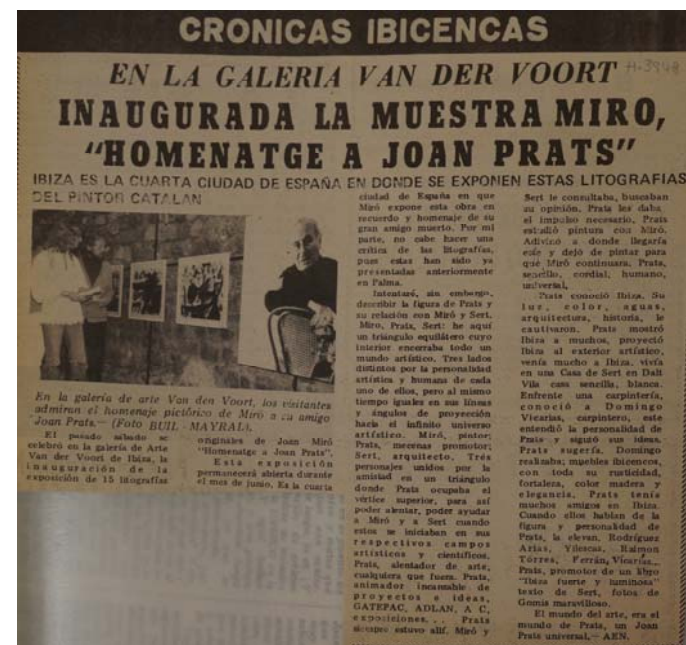 CRONICAS IBICENCAS
EN LA GALERIA VAN DER VOORT
H-3948
INAUGURADA LA MUESTRA MIRO,
“HOMENATGE A JOAN PRATS”
IBIZA ES LA CUARTA CIUDAD DE ESPAÑA EN DONDE SE EXPONEN ESTAS LITOGRAFIAS
DEL PINTOR CATALAN
En la galería de arte Van den Voort, los visitantes
admiran el homenaje pictórico de Miró a su amigo
Joan Prats.— (Foto BUIL - MAYRAL).
El pasado sábado se
celebró en la galería de Arte
Van der Voort de Ibiza, la
inauguración de la
exposición de 15 litografías
originales de Joan Miró
"Homenatge a Joan Prats".
Esta exposición
permanecerá abierta durante
el mes de junio. Es la cuarta
ciudad de España en que
Miró expone esta obra en
recuerdo y homenaje de su
gran amigo muerto. Por mi
parte, no cabe hacer una
crítica de las litografías,
pues estas han sido ya
presentadas anteriormente
en Palma.
Intentaré, sin embargo,
describir la figura de Prats y
su relación con Miró y Sert.
Miro, Prats, Sert: he aquí
un triángulo equilátero cuyo
interior encerraba todo un
mundo artístico. Tres lados
distintos por la personalidad
artística y humana de cada
uno de ellos, pero al mismo
tiempo iguales en sus líneas
y ángulos de proyección
hacia el infinito universo
artístico. Miró, pintor;
Prats, mecenas promotor;
Sert, arquitecto. Tres
personajes unidos por la
amistad en un triángulo
donde Prats ocupaba el
vértice superior, para así
poder alentar, poder ayudar
a Miró y a Sert cuando
estos se iniciaban en sus
respectivos campos
artísticos y científicos.
Prats, alentador de arte,
cualquiera que fuera. Prats,
animador incansable de
proyectos e ideas,
GATEPAC, ADLAN, A C,
exposiciones... Prats
siempre estuvo allí. Miró y
Sert le consultaba, buscaban
su opinión. Prats les daba
el impulso necesario. Prats
estudió pintura con Miró.
Adivinó a donde llegaría
este y dejó de pintar para
que Miró continuara. Prats,
sencillo, cordial, humano,
universal.
Prats conoció Ibiza. Su
luz, color, aguas,
arquitectura, historia, le
cautivaron. Prats mostró
Ibiza a muchos, proyectó
Ibiza al exterior artístico,
venía mucho a Ibiza, vivía
en una Casa de Sert en Dalt
Vila casa sencilla, blanca.
Enfrente una carpintería,
conoció a Domingo
Vicarias, carpintero, este
entendió la personalidad de
Prats y siguió sus ideas.
Prats sugería. Domingo
realizaba; muebles ibicencos,
con toda su rusticidad,
fortaleza, color madera y
elegancia. Prats tenía
muchos amigos en Ibiza.
Cuando ellos hablan de la
figura y personalidad de
Prats, la elevan. Rodríguez
Arias, Vilescas, Raimon
Torres, Ferrán, Vicarias...
Prats, promotor de un libro
"Ibiza fuerte y luminosa"
texto de Sert, fotos de
Gomis maravilloso.
El mundo del arte, era el
mundo de Prats, un Joan
Prats universal.— AEN.